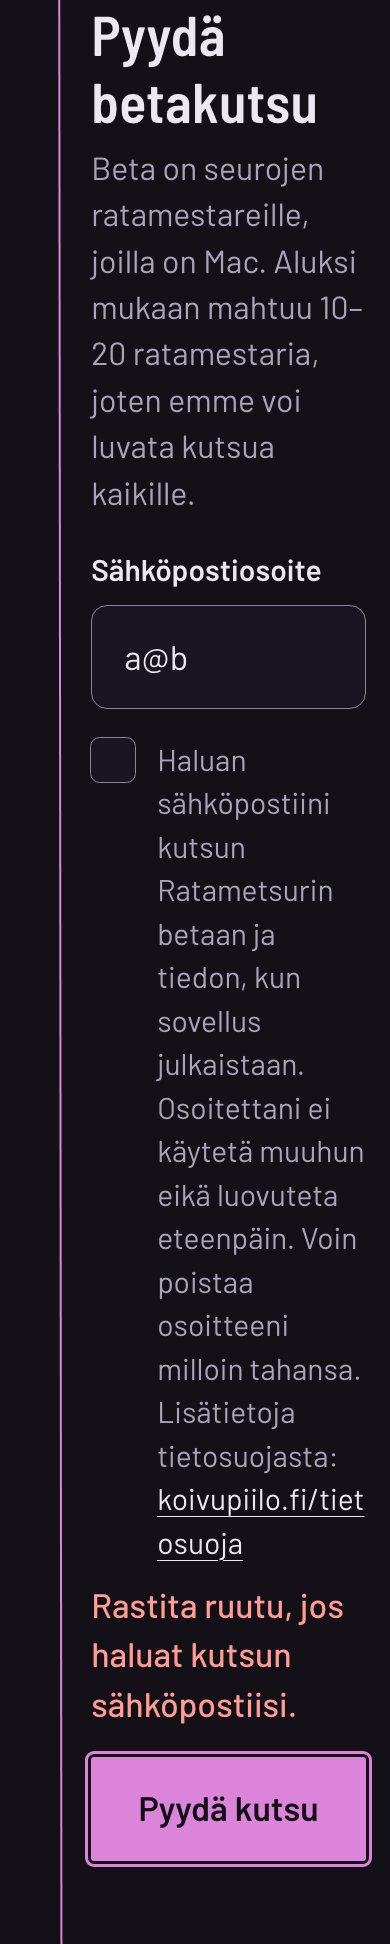 Pyydä
betakutsu
Beta on seurojen
ratamestareille,
joilla on Mac. Aluksi
mukaan mahtuu 10–
20 ratamestaria,
joten emme voi
luvata kutsua
kaikille.
Sähköpostiosoite
a@b
Haluan
sähköpostiini
kutsun
Ratametsurin
betaan ja
tiedon, kun
sovellus
julkaistaan.
Osoitettani ei
käytetä muuhun
eikä luovuteta
eteenpäin. Voin
poistaa
osoitteeni
milloin tahansa.
Lisätietoja
tietosuojasta:
koivupiilo.fi/tiet
osuoja
Rastita ruutu, jos
haluat kutsun
sähköpostiisi.
Pyydä kutsu